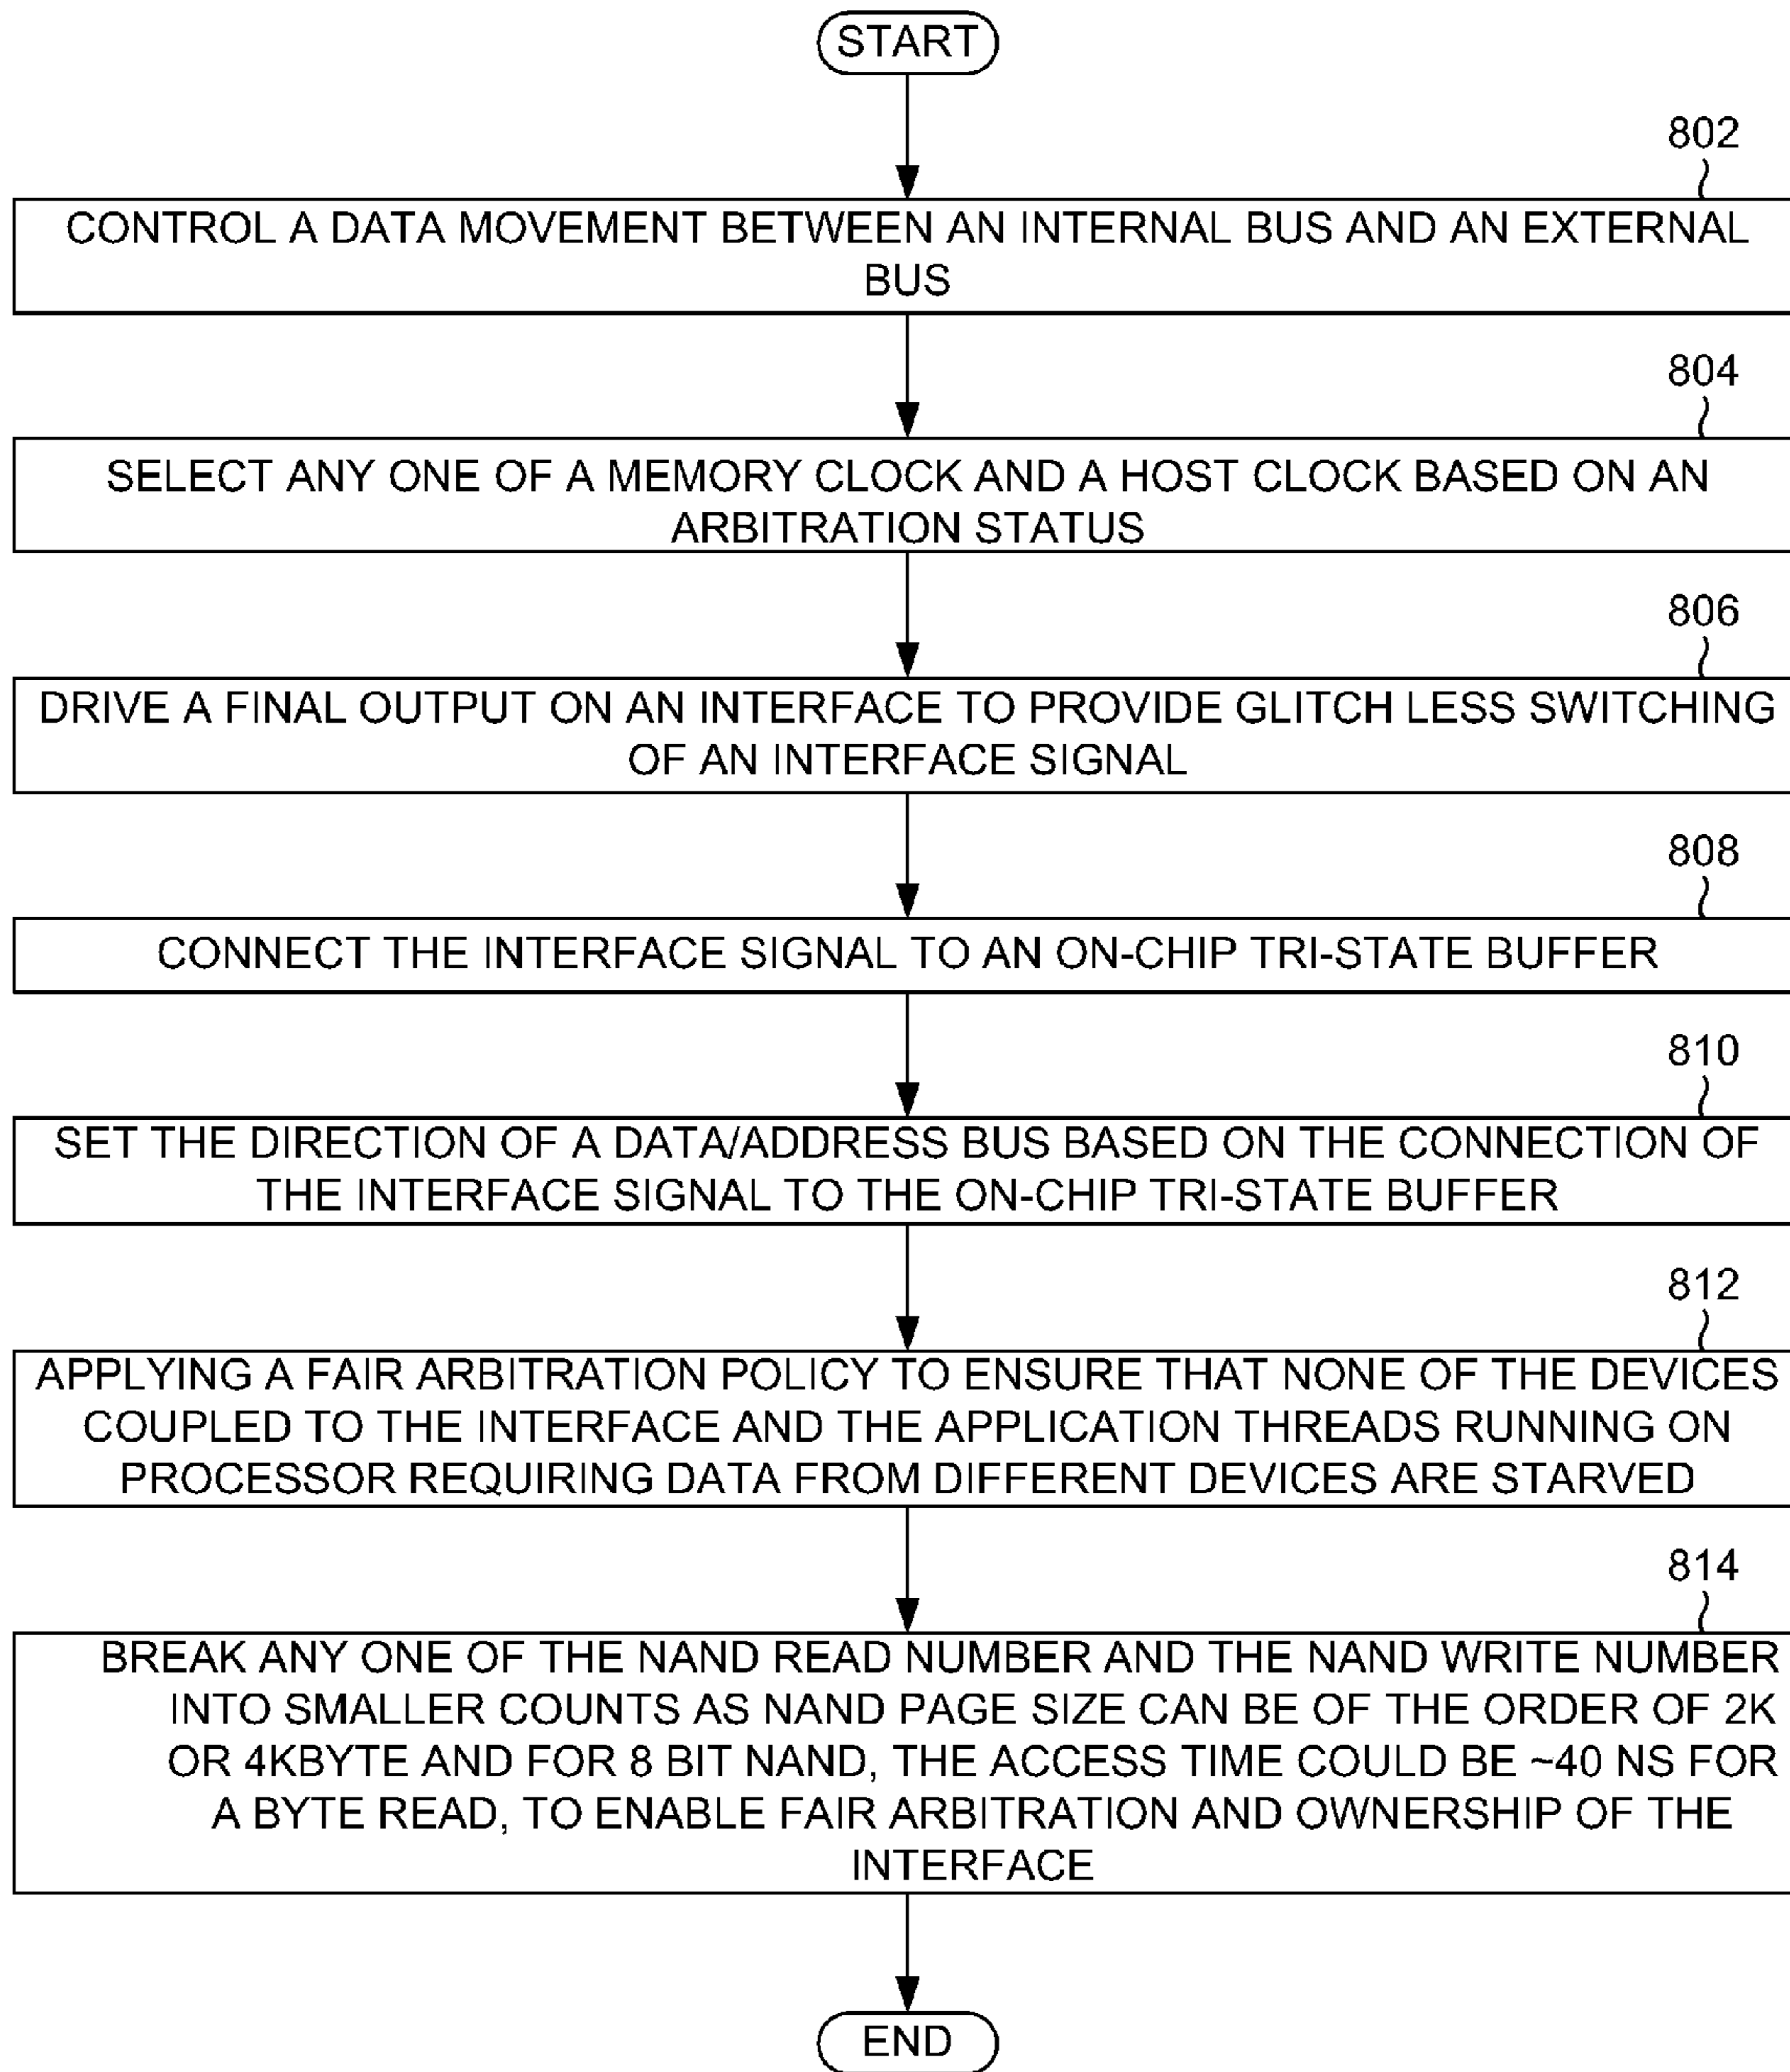 START
802
CONTROL A DATA MOVEMENT BETWEEN AN INTERNAL BUS AND AN EXTERNAL
BUS
804
SELECT ANY ONE OF A MEMORY CLOCK AND A HOST CLOCK BASED ON AN
ARBITRATION STATUS
806
DRIVE A FINAL OUTPUT ON AN INTERFACE TO PROVIDE GLITCH LESS SWITCHING
OF AN INTERFACE SIGNAL
808
CONNECT THE INTERFACE SIGNAL TO AN ON-CHIP TRI-STATE BUFFER
810
SET THE DIRECTION OF A DATA/ADDRESS BUS BASED ON THE CONNECTION OF
THE INTERFACE SIGNAL TO THE ON-CHIP TRI-STATE BUFFER
812
APPLYING A FAIR ARBITRATION POLICY TO ENSURE THAT NONE OF THE DEVICES
COUPLED TO THE INTERFACE AND THE APPLICATION THREADS RUNNING ON
PROCESSOR REQUIRING DATA FROM DIFFERENT DEVICES ARE STARVED
814
BREAK ANY ONE OF THE NAND READ NUMBER AND THE NAND WRITE NUMBER
INTO SMALLER COUNTS AS NAND PAGE SIZE CAN BE OF THE ORDER OF 2K
OR 4KBYTE AND FOR 8 BIT NAND, THE ACCESS TIME COULD BE ~40 NS FOR
A BYTE READ, TO ENABLE FAIR ARBITRATION AND OWNERSHIP OF THE
INTERFACE
END